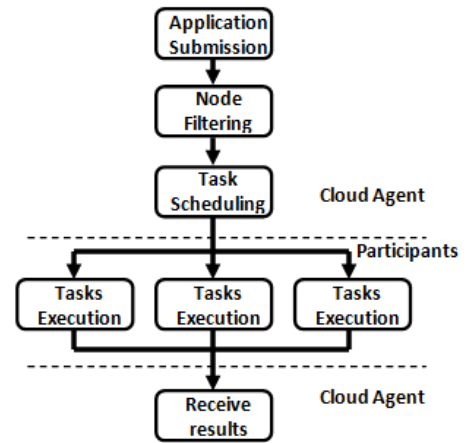 Application
Submission
Node
Filtering
Task
Scheduling
Cloud Agent
Participants
Tasks
Execution
Tasks
Execution
Tasks
Execution
Cloud Agent
Receive
results